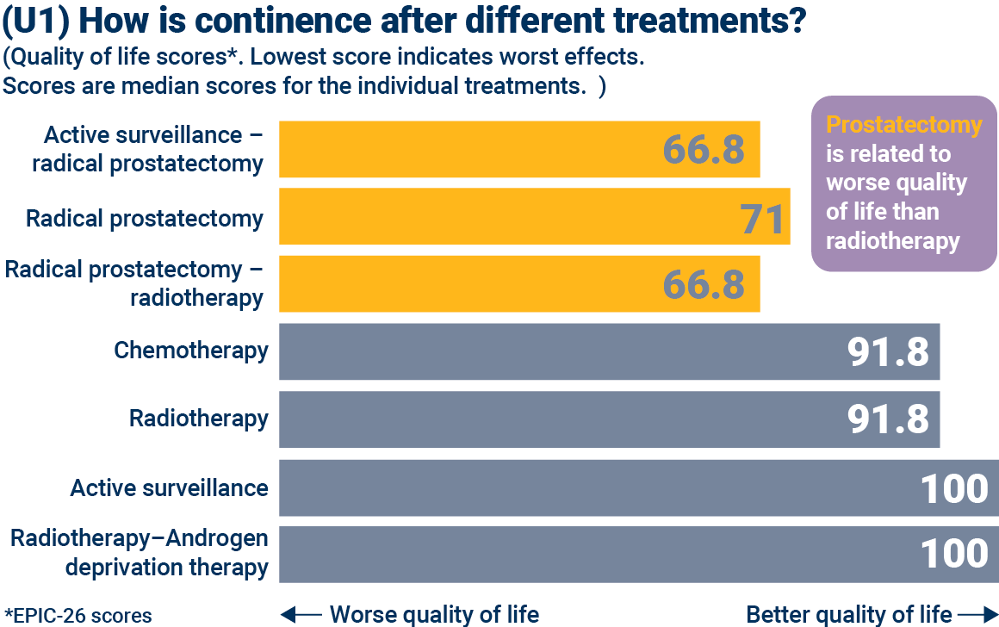 (U1) How is continence after different treatments?
(Quality of life scores*. Lowest score indicates worst effects.
Scores are median scores for the individual treatments.  )
Prostatectomy
is related to
worse quality
of life than
radiotherapy
Active surveillance –
radical prostatectomy
66.8
Radical prostatectomy
71
Radical prostatectomy –
radiotherapy
66.8
Chemotherapy
91.8
Radiotherapy
91.8
Active surveillance
100
Radiotherapy–Androgen
deprivation therapy
100
*EPIC-26 scores
Worse quality of life
Better quality of life